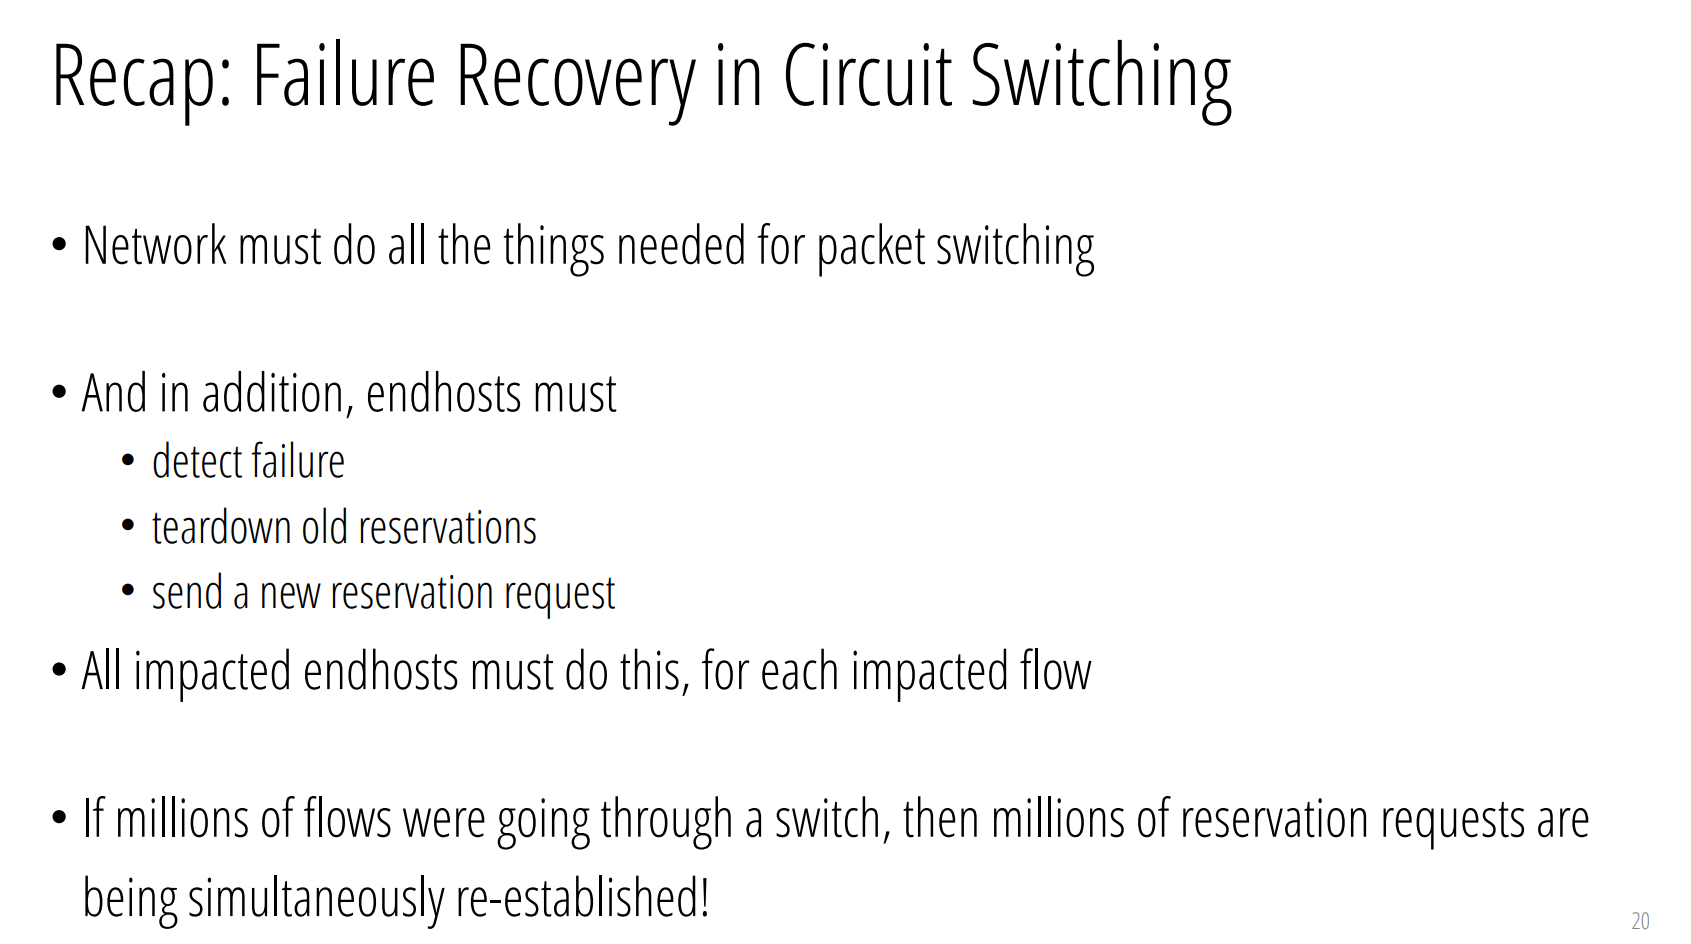 Recap: Failure Recovery in Circuit Switching
• Network must do all the things needed for packet switching
• And in addition, endhosts must
• detect failure
• teardown old reservations
• send a new reservation request
• All impacted endhosts must do this, for each impacted flow
• If millions of flows were going through a switch, then millions of reservation requests are
being simultaneously re-established!
20